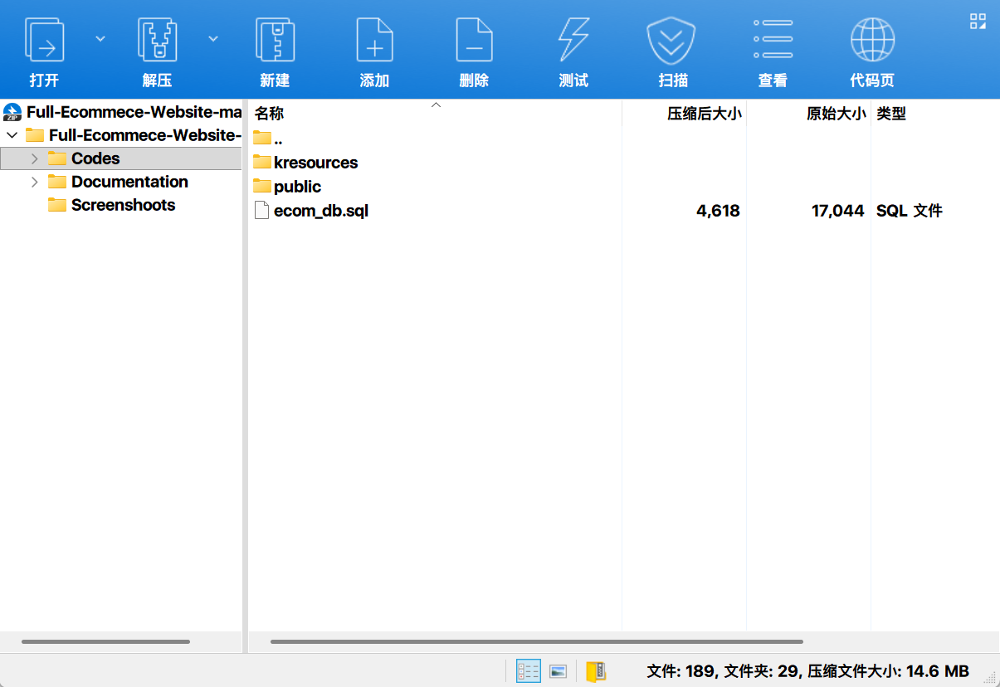 打开 解压 新建 添加 删除 测试 扫描 查看 代码页
Full-Ecommece-Website-ma
Full-Ecommece-Website-
Codes
Documentation
Screenshoots
名称 压缩后大小 原始大小 类型
..
kresources
public
ecom_db.sql 4,618 17,044 SQL 文件
文件: 189, 文件夹: 29, 压缩文件大小: 14.6 MB